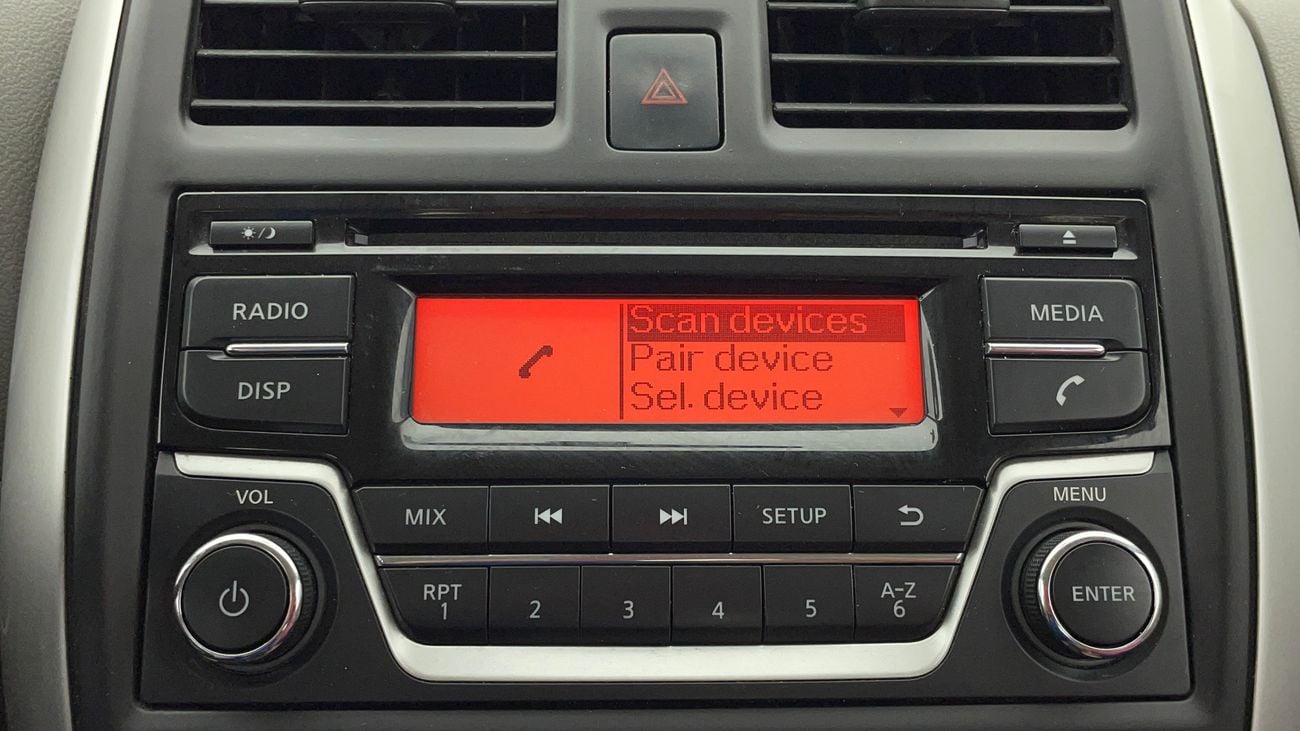 RADIO
DISP
Scan devices
Pair device
Sel. device
MEDIA
VOL
MIX
SETUP
MENU
RPT
1
2
3
4
5
A-Z
6
ENTER